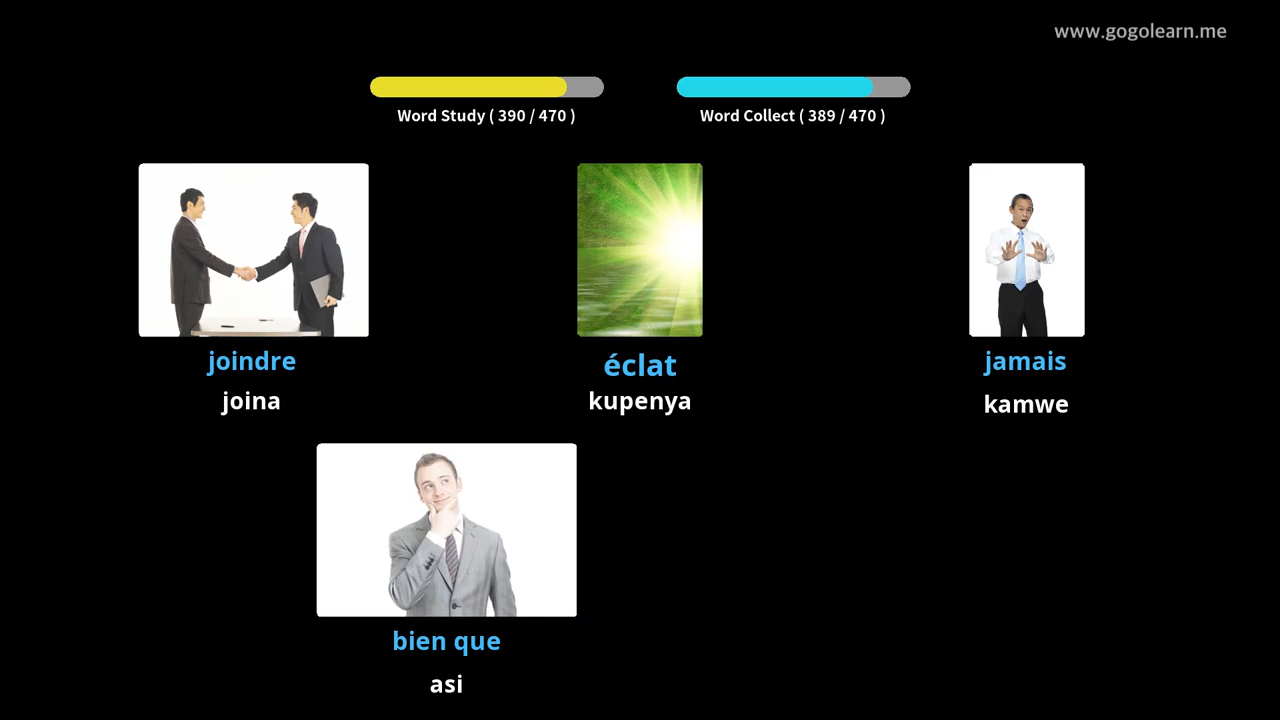 www.gogolearn.me
Word Study ( 390 / 470 )
Word Collect ( 389 / 470 )
joindre
joina
éclat
kupenya
jamais
kamwe
bien que
asi